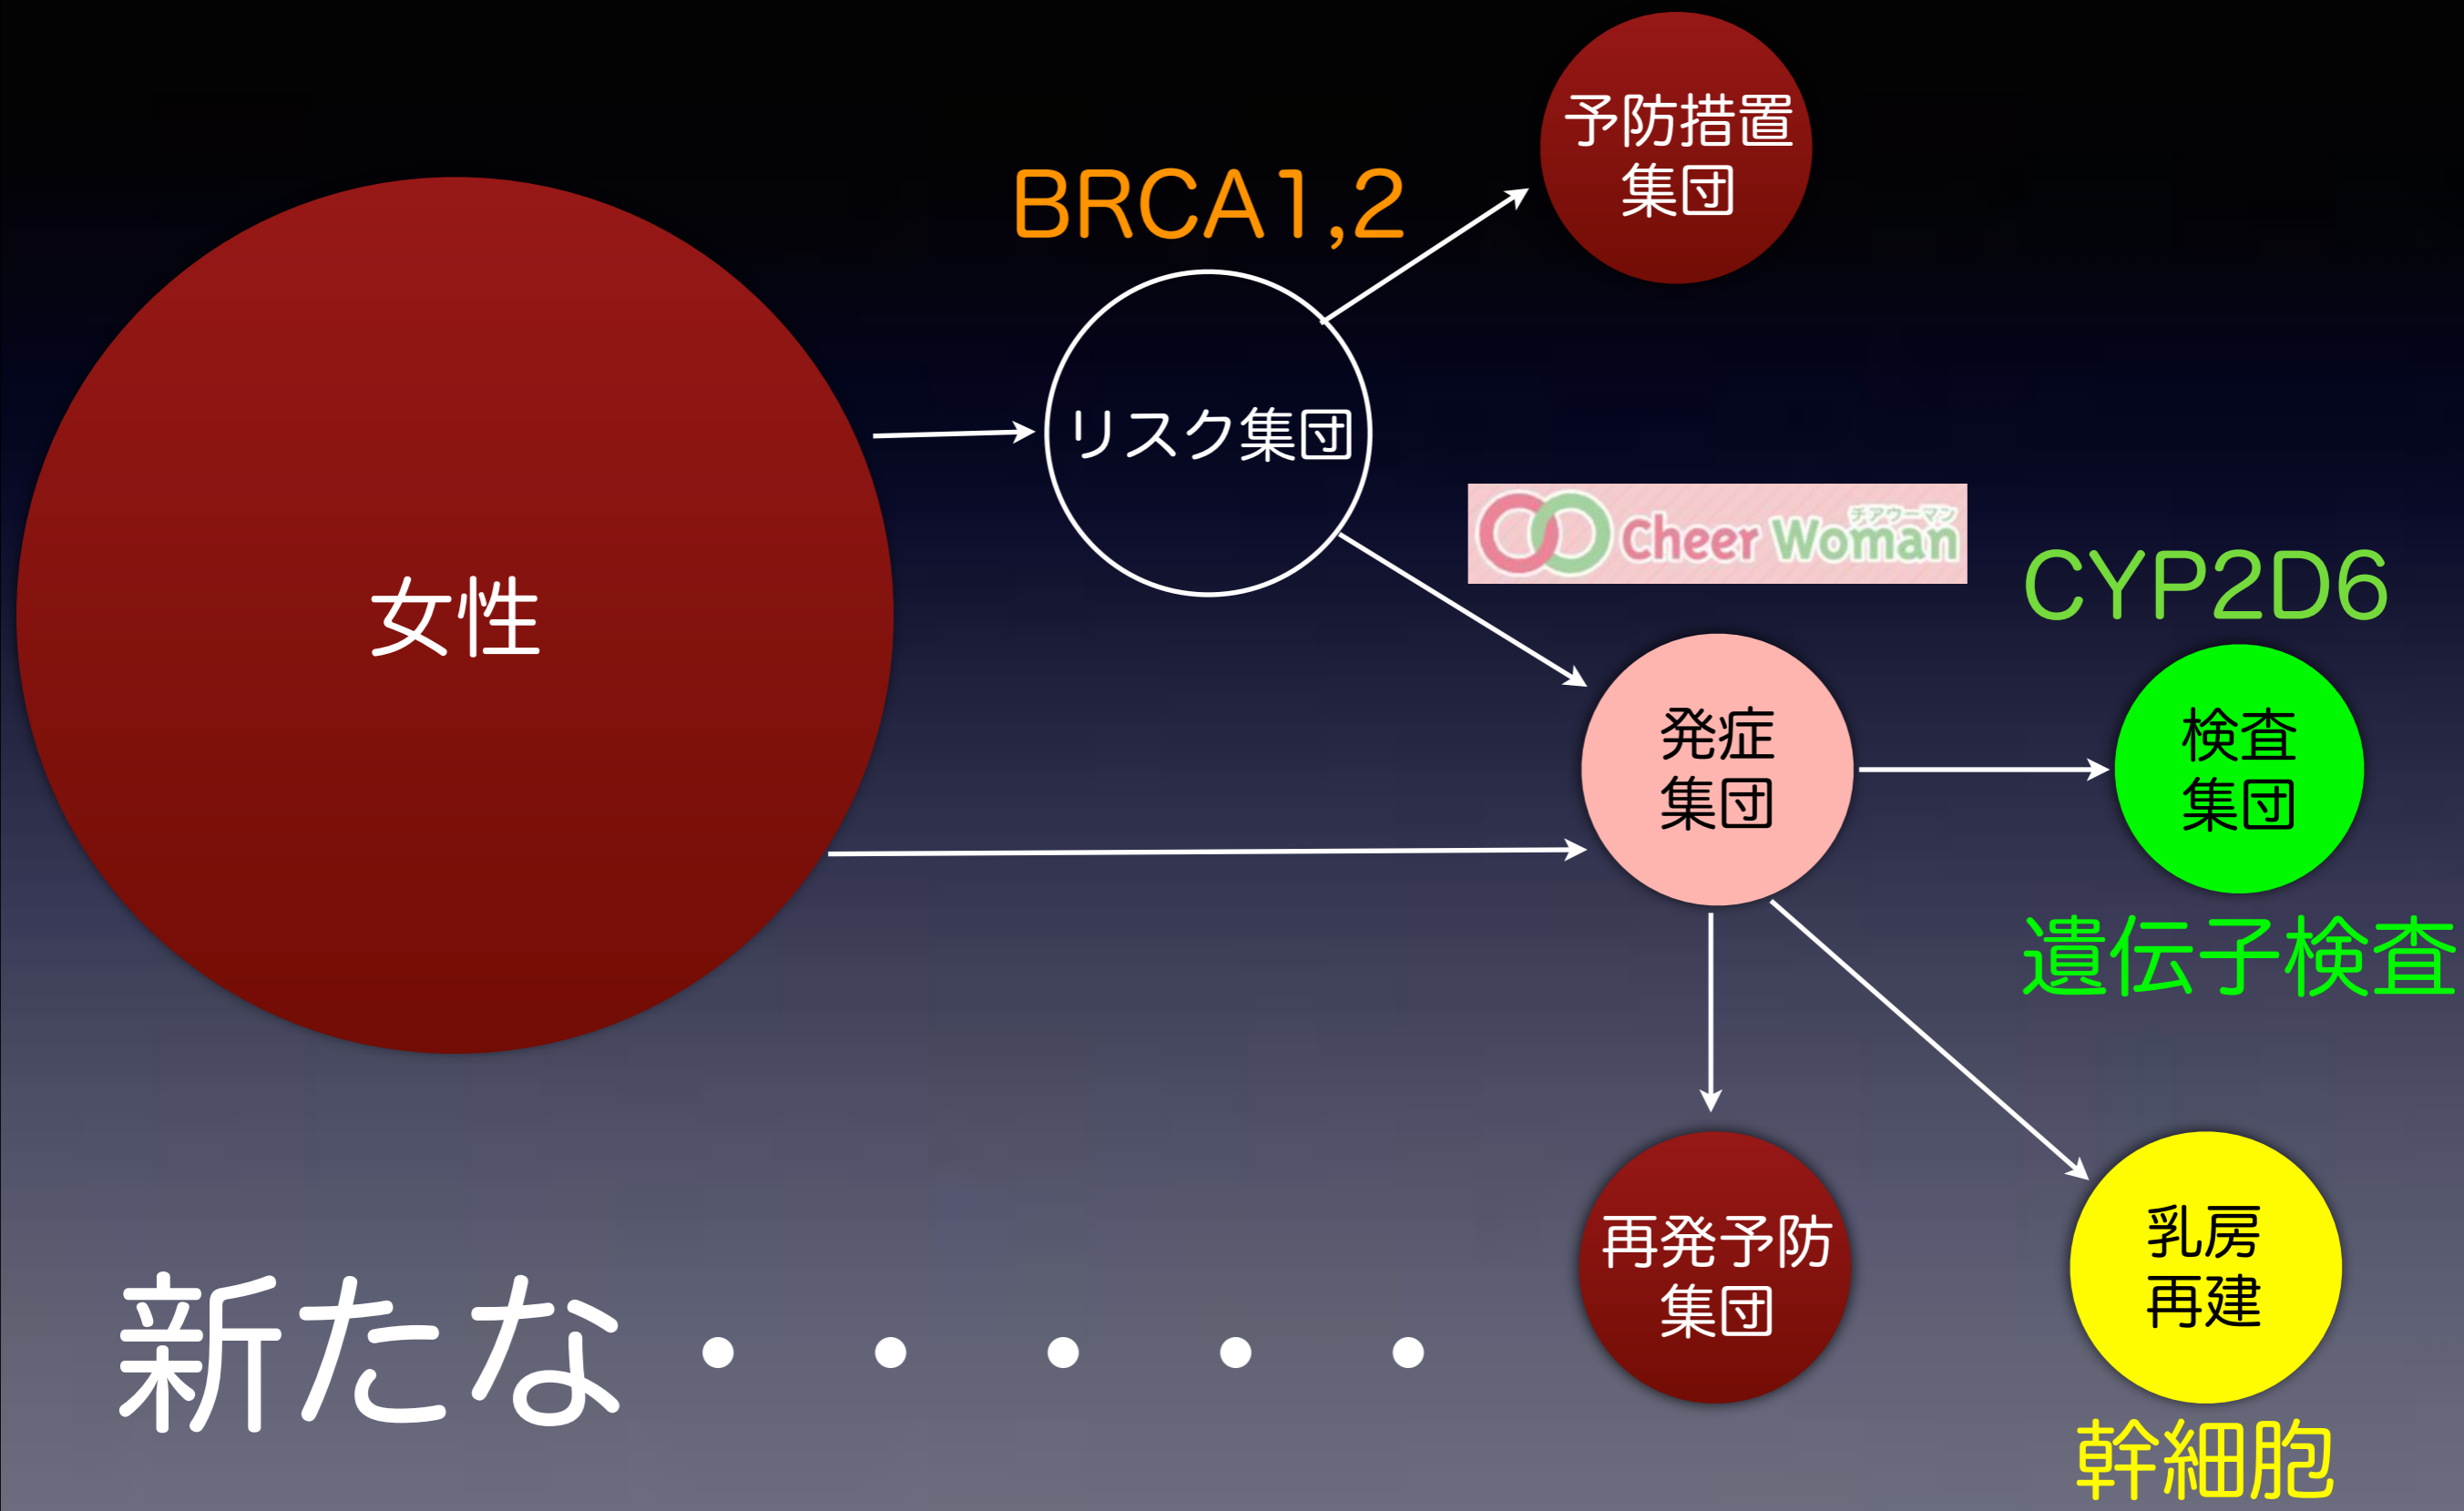 予防措置
集団
BRCA1,2
リスク集団
女性
チアウーマン
Cheer Woman
CYP2D6
発症
集団
検査
集団
遺伝子検査
再発予防
集団
乳房
再建
新たな・・・・・
幹細胞